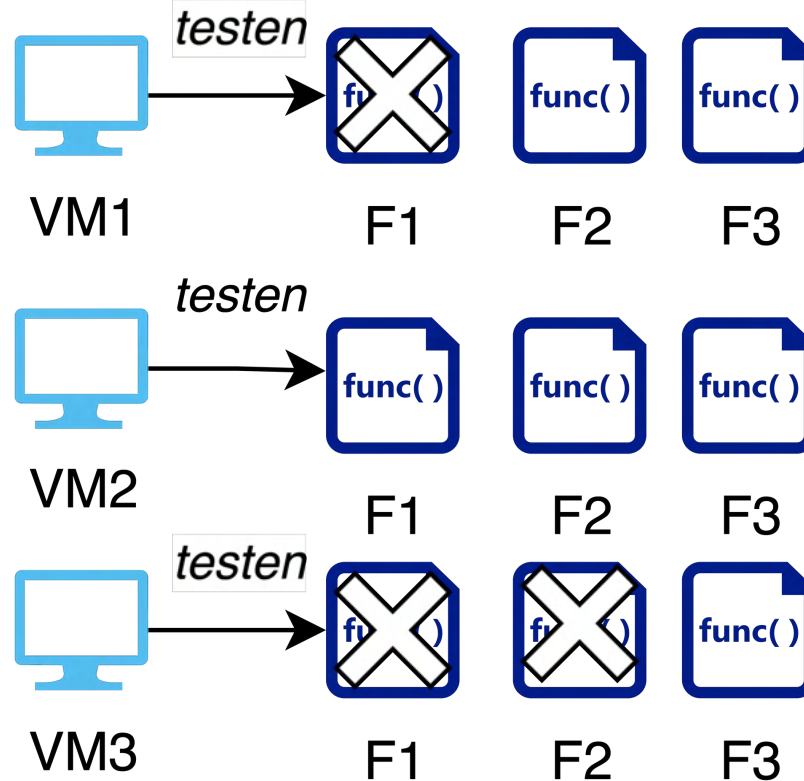 testen
func( ) func( )
VM1 F1 F2 F3
testen
func( ) func( ) func( )
VM2 F1 F2 F3
testen
func( )
VM3 F1 F2 F3